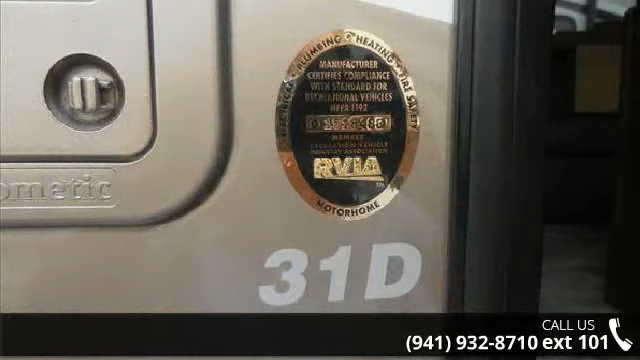 ELECTRICAL • PLUMBING • HEATING • FIRE SAFETY
MANUFACTURER
CERTIFIES COMPLIANCE
WITH STANDARD FOR
RECREATIONAL VEHICLES
NFPA 1192
MEMBER
RECREATION VEHICLE
INDUSTRY ASSOCIATION
RVIA
MOTORHOME
ometic
31D
CALL US
(941) 932-8710 ext 101